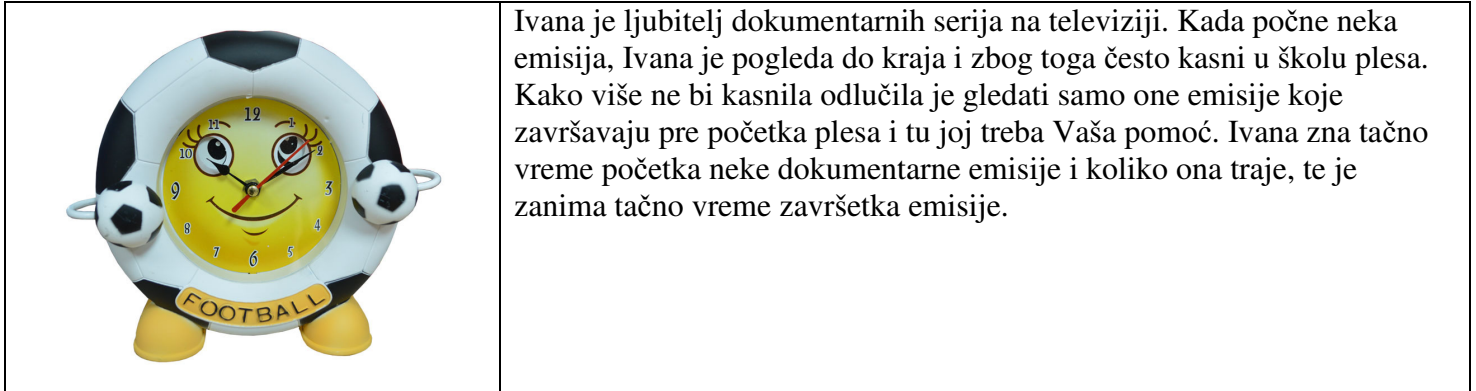 12
11
1
10
2
9
3
8
4
7
5
6
FOOTBALL
Ivana je ljubitelj dokumentarnih serija na televiziji. Kada počne neka
emisija, Ivana je pogleda do kraja i zbog toga često kasni u školu plesa.
Kako više ne bi kasnila odlučila je gledati samo one emisije koje
završavaju pre početka plesa i tu joj treba Vaša pomoć. Ivana zna tačno
vreme početka neke dokumentarne emisije i koliko ona traje, te je
zanima tačno vreme završetka emisije.